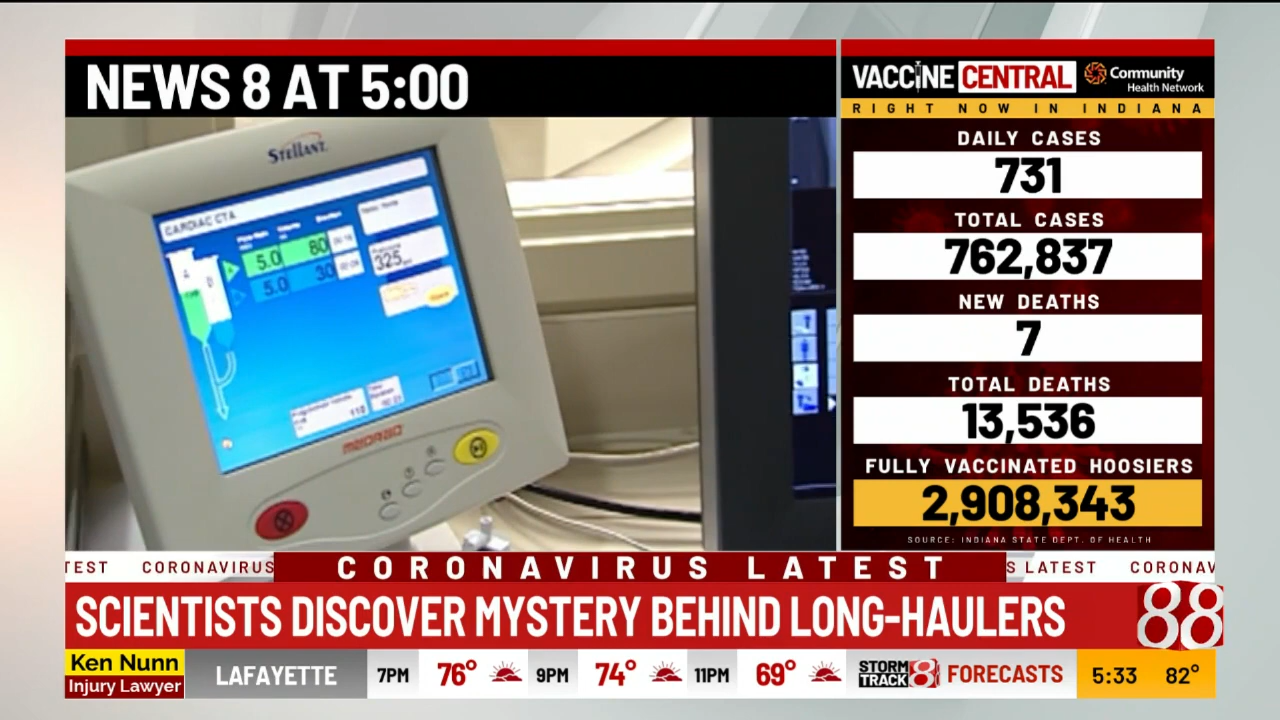 NEWS 8 AT 5:00
STELLANT
CARDIAC CTA
5.0 80
5.0 30
325
MEDRAD
VACCINE CENTRAL
Community
Health Network
RIGHT NOW IN INDIANA
DAILY CASES
731
TOTAL CASES
762,837
NEW DEATHS
7
TOTAL DEATHS
13,536
FULLY VACCINATED HOOSIERS
2,908,343
SOURCE: INDIANA STATE DEPT. OF HEALTH
TEST CORONAVIRUS CORONAVIRUS LATEST S LATEST CORONAV
SCIENTISTS DISCOVER MYSTERY BEHIND LONG-HAULERS
88
Ken Nunn
Injury Lawyer
LAFAYETTE 7PM 76° 9PM 74° 11PM 69° STORM TRACK 8 FORECASTS 5:33 82°